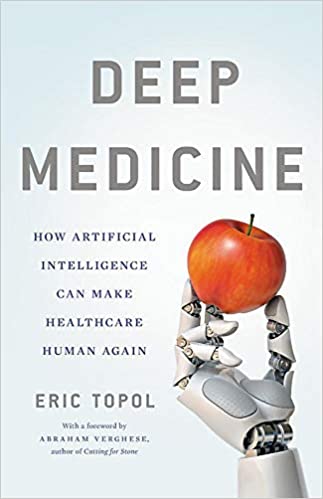 DEEP
MEDICINE
HOW ARTIFICIAL
INTELLIGENCE
CAN MAKE
HEALTHCARE
HUMAN AGAIN
ERIC TOPOL
With a foreword by
ABRAHAM VERGHESE,
author of Cutting for Stone